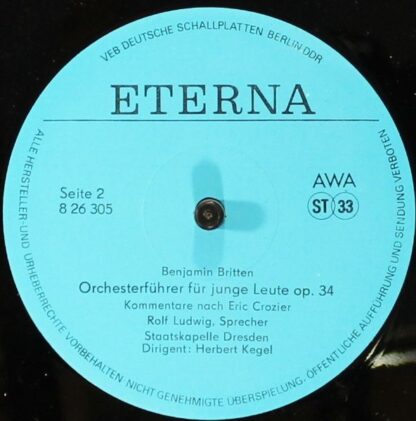 VEB DEUTSCHE SCHALLPLATTEN BERLIN DDR
ETERNA
Seite 2
8 26 305
AWA
ST 33
Benjamin Britten
Orchesterführer für junge Leute op. 34
Kommentare nach Eric Crozier
Rolf Ludwig, Sprecher
Staatskapelle Dresden
Dirigent: Herbert Kegel
ALLE HERSTELLER- UND URHEBERRECHTE VORBEHALTEN NICHT GENEHMIGTE ÜBERSPIELUNG, ÖFFENTLICHE AUFFÜHRUNG UND SENDUNG VERBOTEN